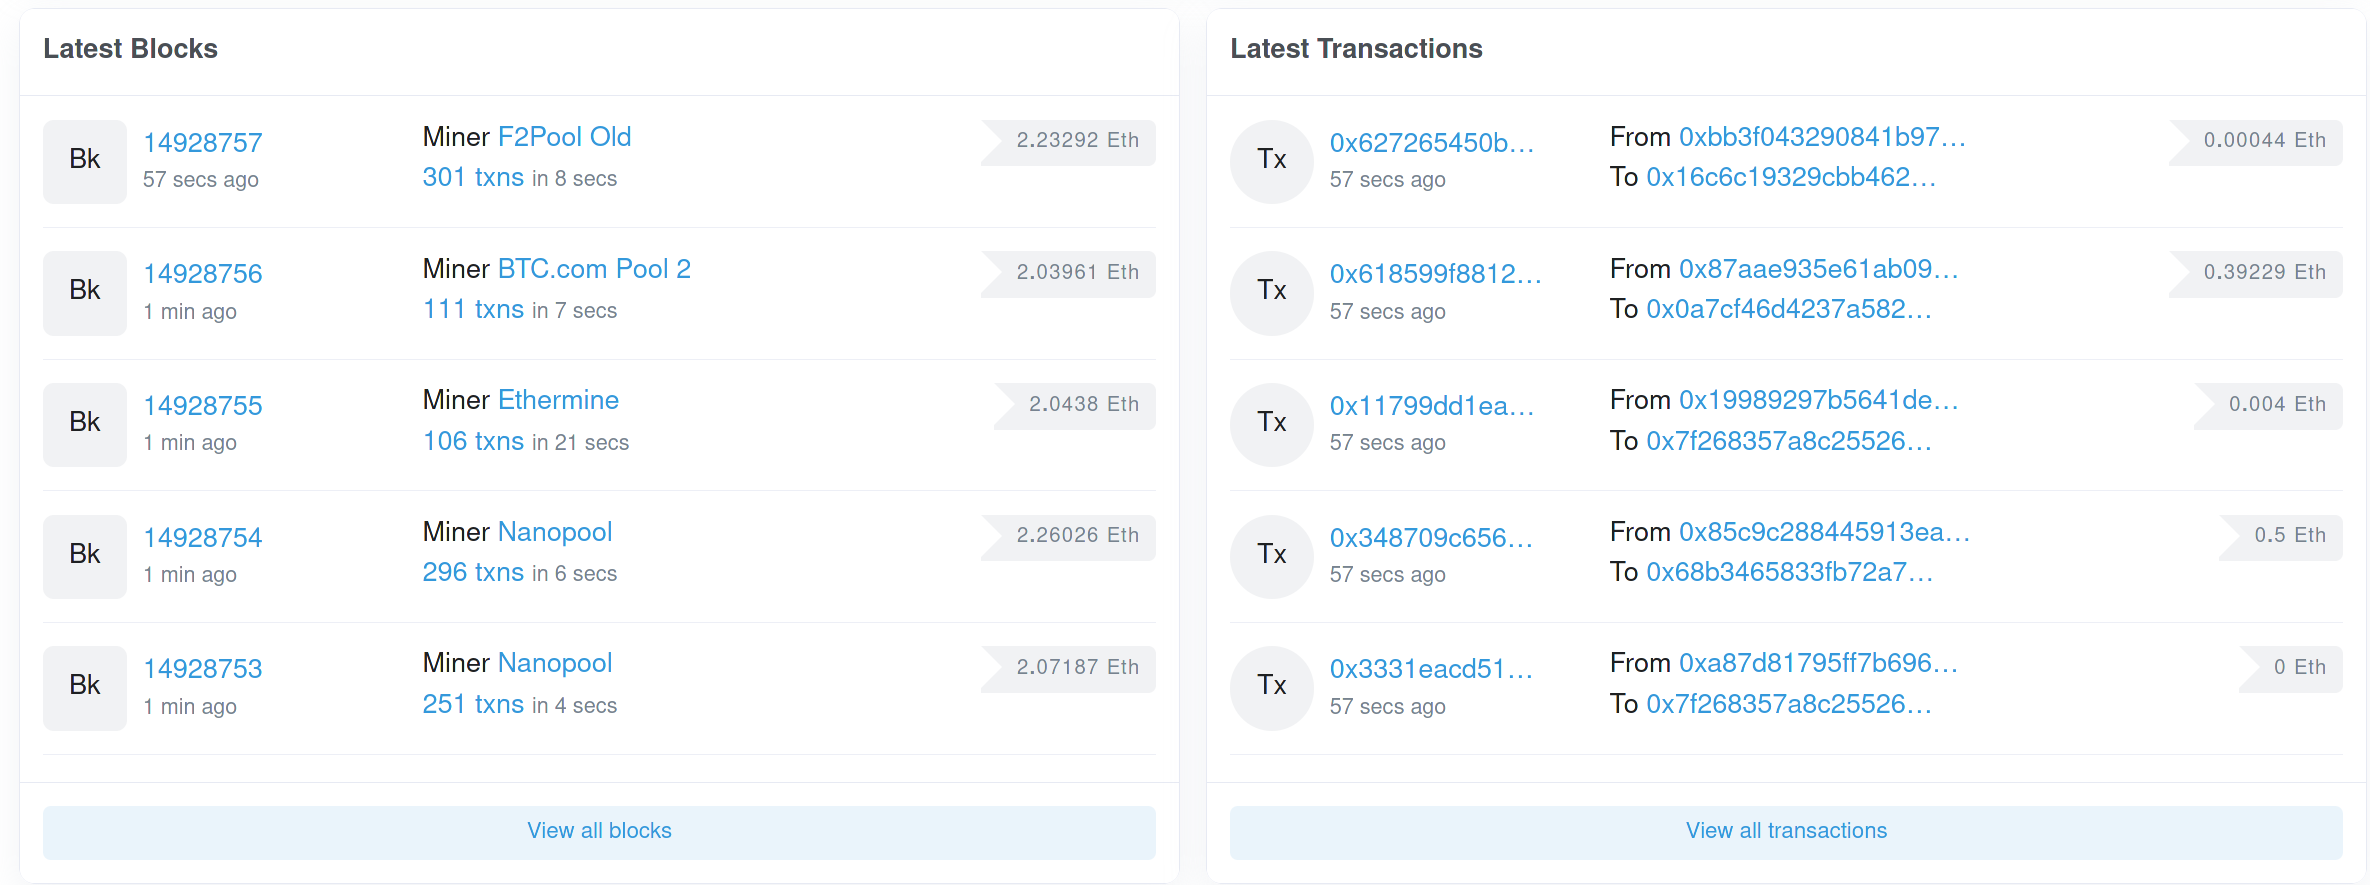 Latest Blocks
Bk
14928757
57 secs ago
Miner F2Pool Old
301 txns in 8 secs
2.23292 Eth
Bk
14928756
1 min ago
Miner BTC.com Pool 2
111 txns in 7 secs
2.03961 Eth
Bk
14928755
1 min ago
Miner Ethermine
106 txns in 21 secs
2.0438 Eth
Bk
14928754
1 min ago
Miner Nanopool
296 txns in 6 secs
2.26026 Eth
Bk
14928753
1 min ago
Miner Nanopool
251 txns in 4 secs
2.07187 Eth
View all blocks
Latest Transactions
Tx
0x627265450b...
57 secs ago
From 0xbb3f043290841b97...
To 0x16c6c19329cbb462...
0.00044 Eth
Tx
0x618599f8812...
57 secs ago
From 0x87aae935e61ab09...
To 0x0a7cf46d4237a582...
0.39229 Eth
Tx
0x11799dd1ea...
57 secs ago
From 0x19989297b5641de...
To 0x7f268357a8c25526...
0.004 Eth
Tx
0x348709c656...
57 secs ago
From 0x85c9c288445913ea...
To 0x68b3465833fb72a7...
0.5 Eth
Tx
0x3331eacd51...
57 secs ago
From 0xa87d81795ff7b696...
To 0x7f268357a8c25526...
0 Eth
View all transactions